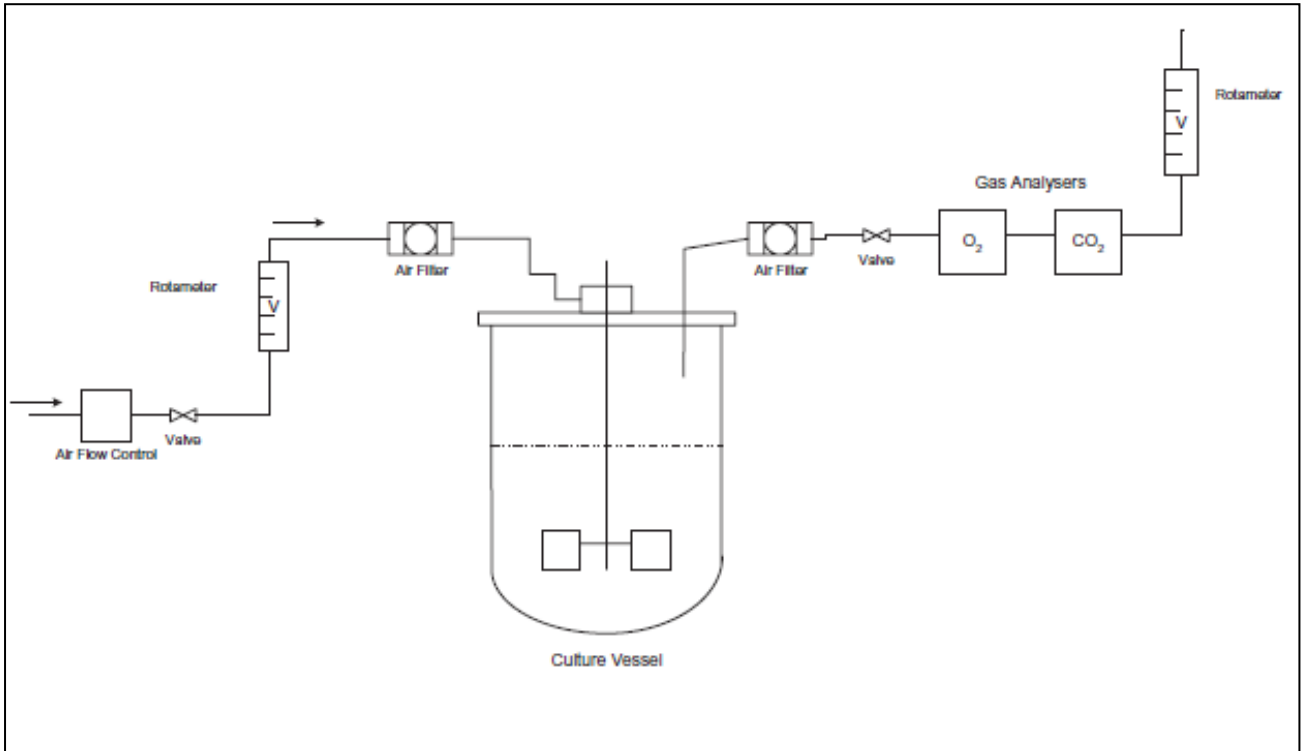 Rotameter
V
Gas Analysers
O₂
CO₂
Rotameter
V
Air Filter
Air Filter
Valve
Air Flow Control
Valve
Culture Vessel